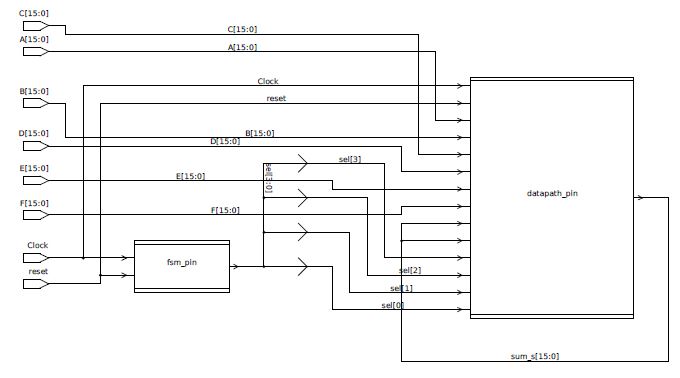 C[15:0]
C[15:0]
A[15:0]
A[15:0]
Clock
B[15:0]
reset
D[15:0]
B[15:0]
D[15:0]
sel[3]
E[15:0]
E[15:0]
sel[3:0]
datapath_pin
F[15:0]
F[15:0]
Clock
fsm_pin
reset
sel[2]
sel[1]
sel[0]
sum_s[15:0]